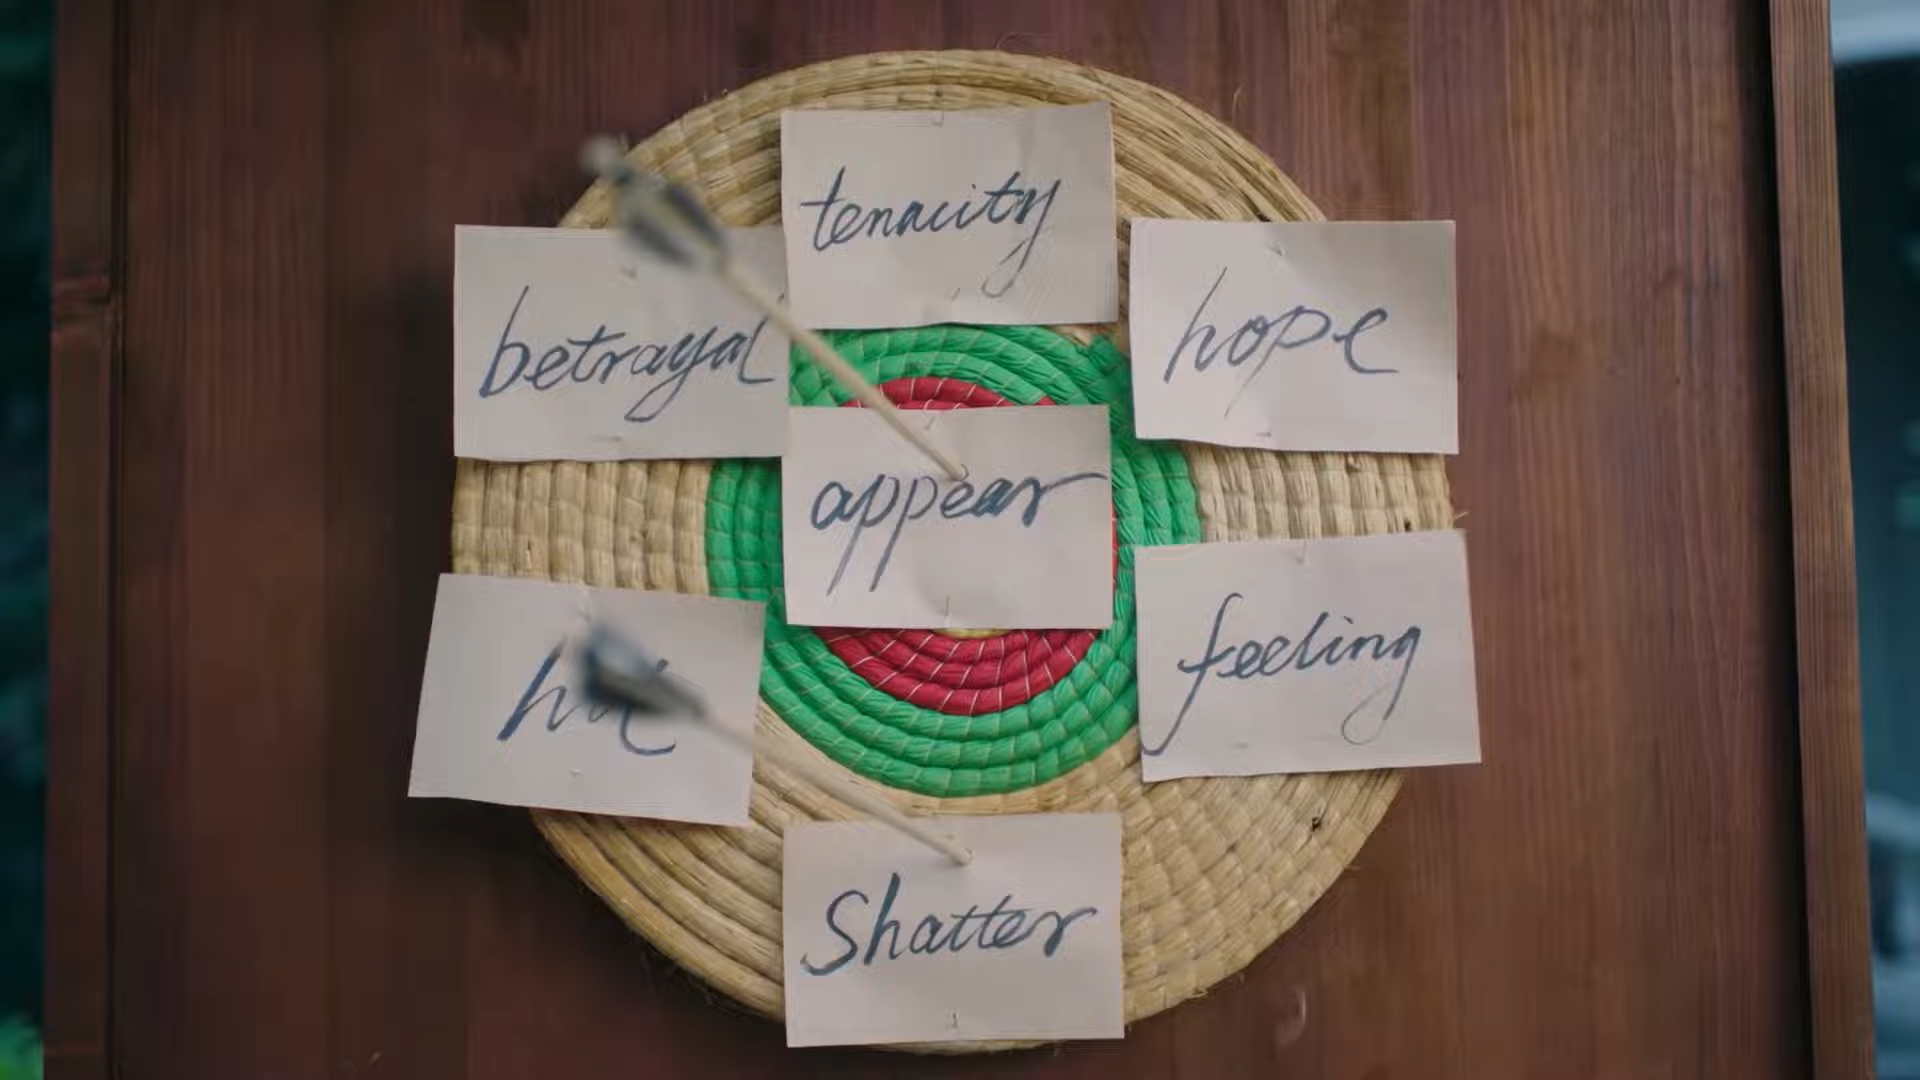 tenacity
betrayal
hope
appear
feeling
Shatter